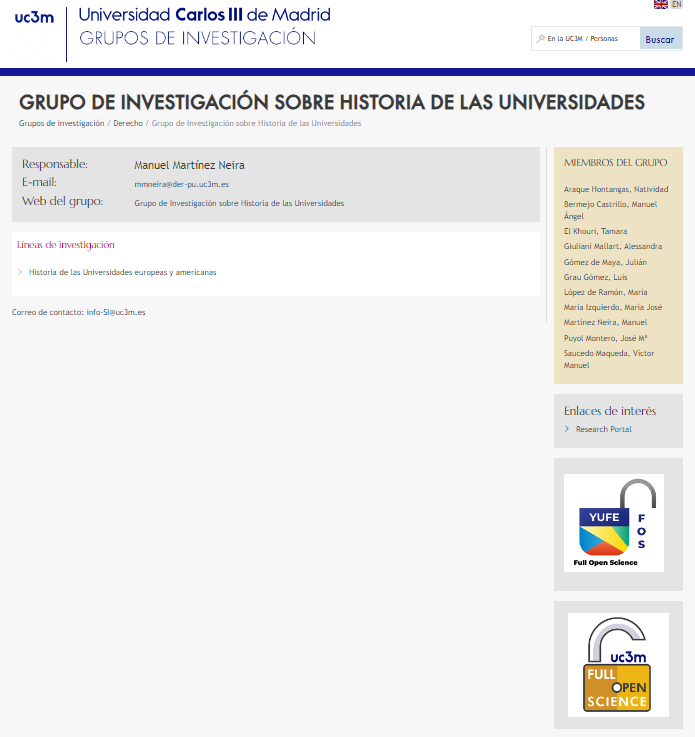 uc3m
Universidad Carlos III de Madrid
GRUPOS DE INVESTIGACIÓN
EN
En la UC3M / Personas
Buscar
GRUPO DE INVESTIGACIÓN SOBRE HISTORIA DE LAS UNIVERSIDADES
Grupos de investigación / Derecho / Grupo de Investigación sobre Historia de las Universidades
Responsable: Manuel Martínez Neira
E-mail: mmneira@der-pu.uc3m.es
Web del grupo: Grupo de Investigación sobre Historia de las Universidades
Líneas de investigación
Historia de las Universidades europeas y americanas
Correo de contacto: info-SI@uc3m.es
MIEMBROS DEL GRUPO
Araque Hontangas, Natividad
Bermejo Castrillo, Manuel
Ángel
El Khouri, Tamara
Giuliani Mallart, Alessandra
Gómez de Maya, Julián
Grau Gómez, Luis
López de Ramón, María
María Izquierdo, María José
Martínez Neira, Manuel
Puyol Montero, José Mª
Saucedo Maqueda, Víctor
Manuel
Enlaces de interés
Research Portal
YUFE
F
O
S
Full Open Science
uc3m
FULL
OPEN
SCIENCE